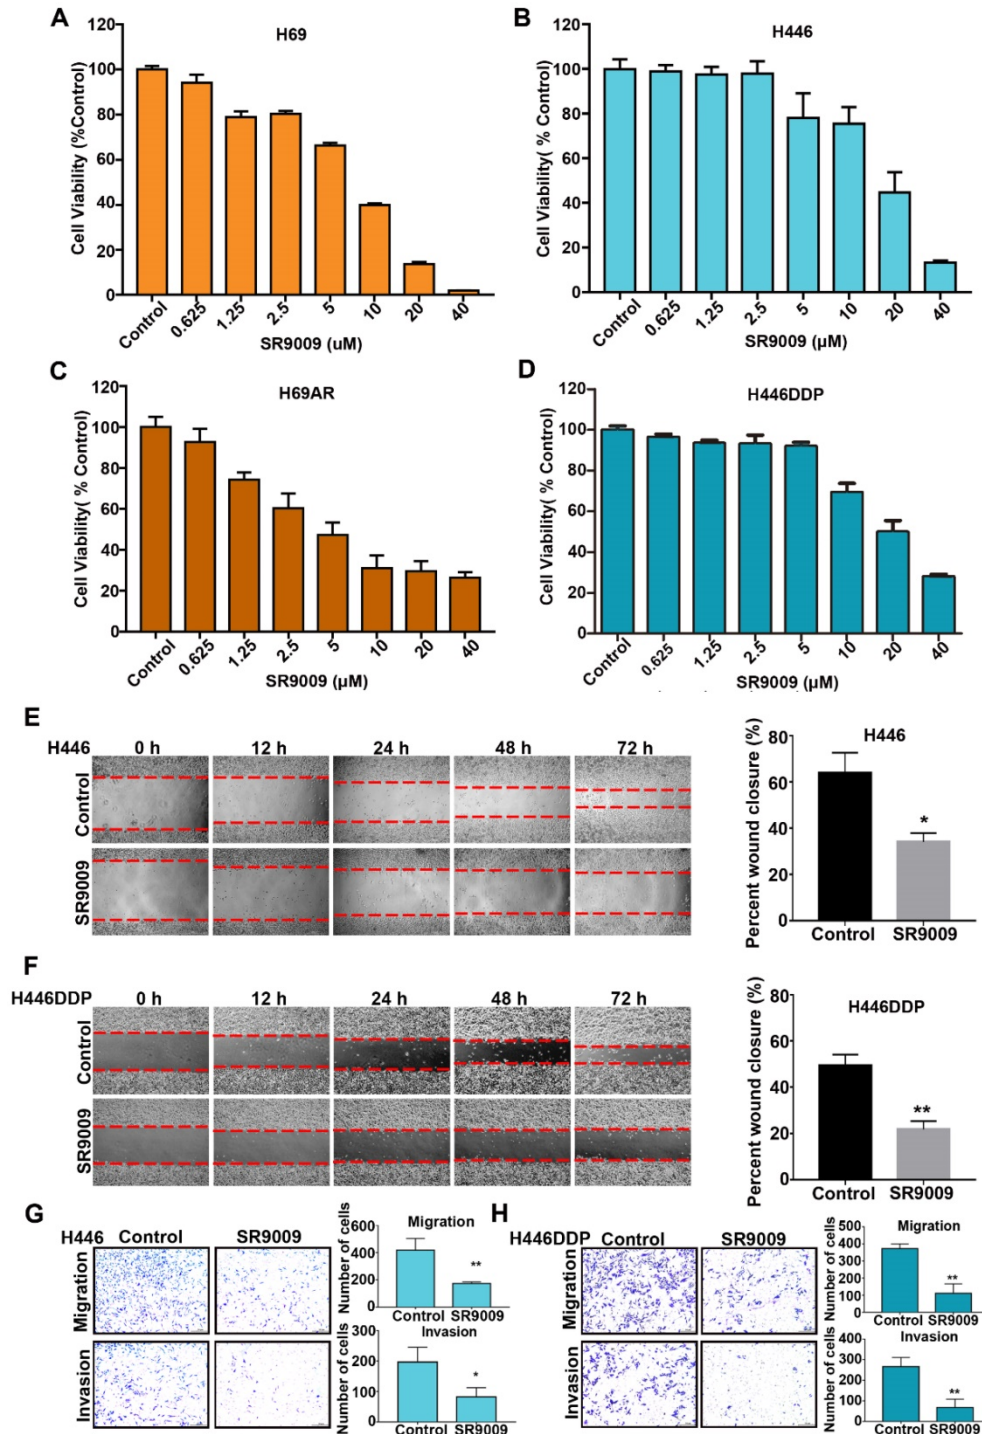 A
H69
Cell Viability (%Control)
120
100
80
60
40
20
0
Control 0.625 1.25 2.5 5 10 20 40
SR9009 (uM)
B
H446
Cell Viability( % Control)
120
100
80
60
40
20
0
Control 0.625 1.25 2.5 5 10 20 40
SR9009 (µM)
C
H69AR
Cell Viability( % Control)
120
100
80
60
40
20
0
Control 0.625 1.25 2.5 5 10 20 40
SR9009 (µM)
D
H446DDP
Cell Viability( % Control)
120
100
80
60
40
20
0
Control 0.625 1.25 2.5 5 10 20 40
SR9009 (µM)
E
H446 0 h 12 h 24 h 48 h 72 h
Control
SR9009
Percent wound closure (%)
H446
80
60
40
20
0
*
Control SR9009
F
H446DDP 0 h 12 h 24 h 48 h 72 h
Control
SR9009
Percent wound closure (%)
H446DDP
80
60
40
20
0
**
Control SR9009
G
H446 Control SR9009
Migration
Invasion
Number of cells
Migration
600
400
200
0
**
Control SR9009
Number of cells
Invasion
300
200
100
0
*
Control SR9009
H
H446DDP Control SR9009
Migration
Invasion
Number of cells
Migration
500
400
300
200
100
0
**
Control SR9009
Number of cells
Invasion
400
300
200
100
0
**
Control SR9009